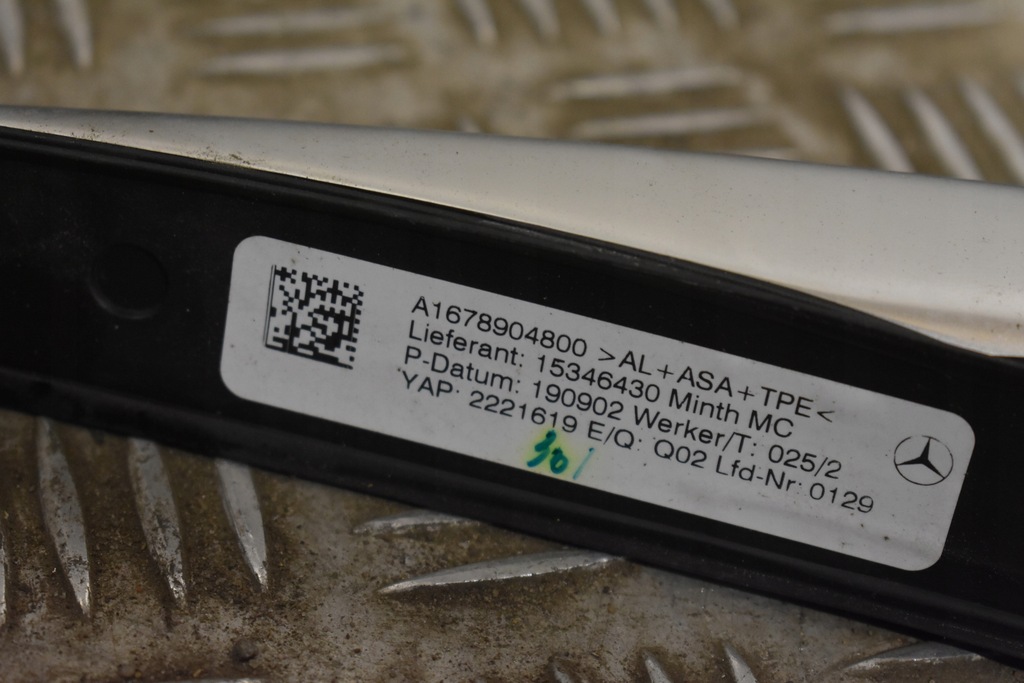 A1678904800 >AL+ASA+TPE<
Lieferant: 15346430 Minth MC
P-Datum: 190902 Werker/T: 025/2
YAP: 2221619 E/Q: Q02 Lfd-Nr: 0129
301